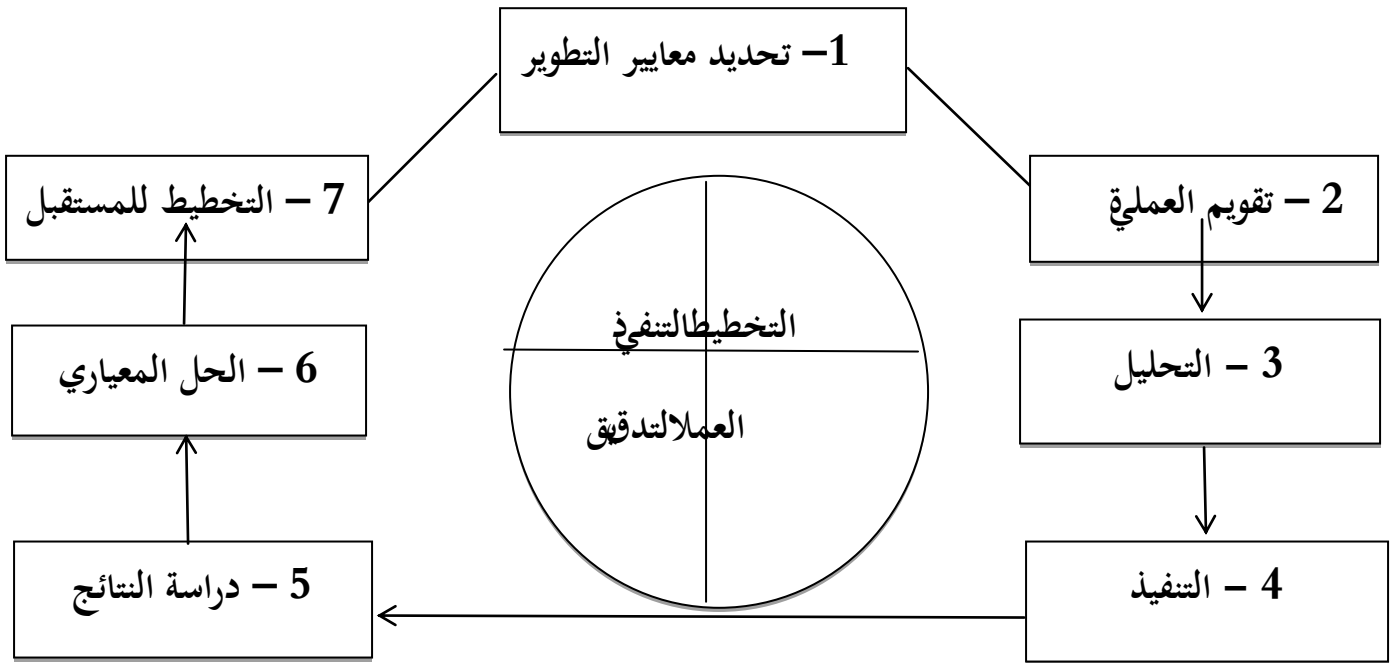 1– تحديد معايير التطوير
2 – تقويم العملية
3 – التحليل
4 – التنفيذ
5 – دراسة النتائج
6 – الحل المعياري
7 – التخطيط للمستقبل
التخطيطالتنفيذ
العملالتدقيق